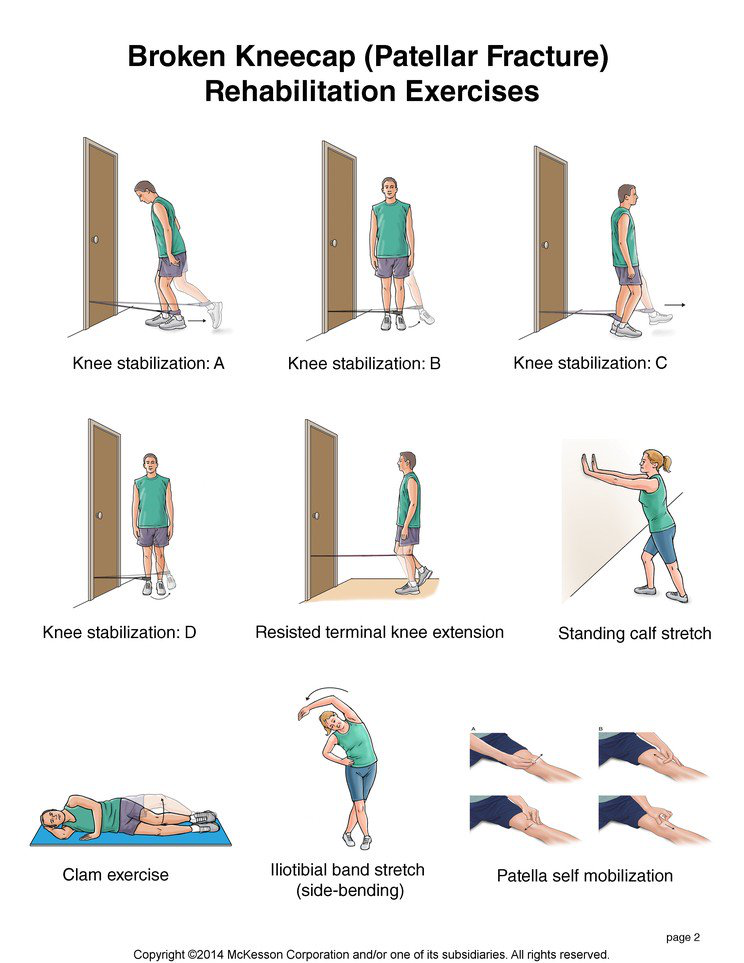 Broken Kneecap (Patellar Fracture)
Rehabilitation Exercises
Knee stabilization: A
Knee stabilization: B
Knee stabilization: C
Knee stabilization: D
Resisted terminal knee extension
Standing calf stretch
A
B
Clam exercise
Iliotibial band stretch
(side-bending)
Patella self mobilization
page 2
Copyright ©2014 McKesson Corporation and/or one of its subsidiaries. All rights reserved.